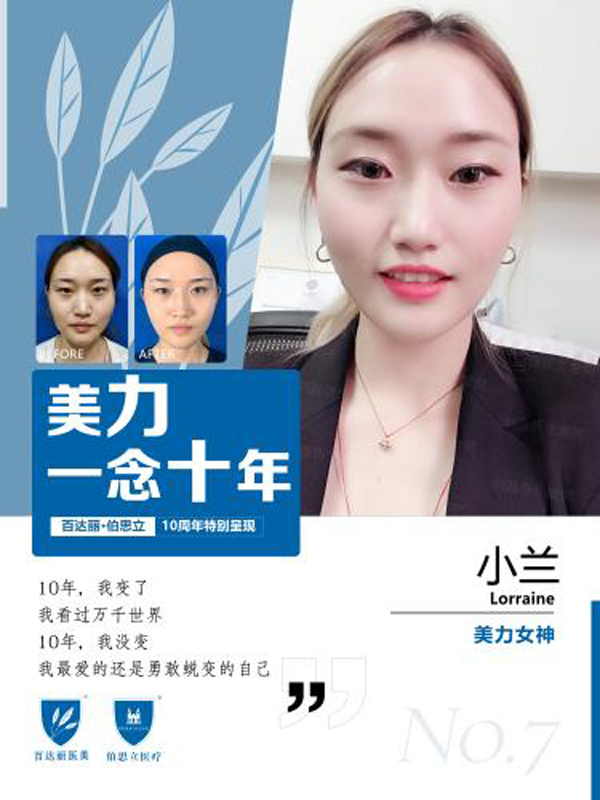 BEFORE
AFTER
美力
一念十年
百达丽·伯思立 10周年特别呈现
小兰
Lorraine
美力女神
10年，我变了
我看过万千世界
10年，我没变
我最爱的还是勇敢蜕变的自己
百达丽医美 伯思立医疗
No.7